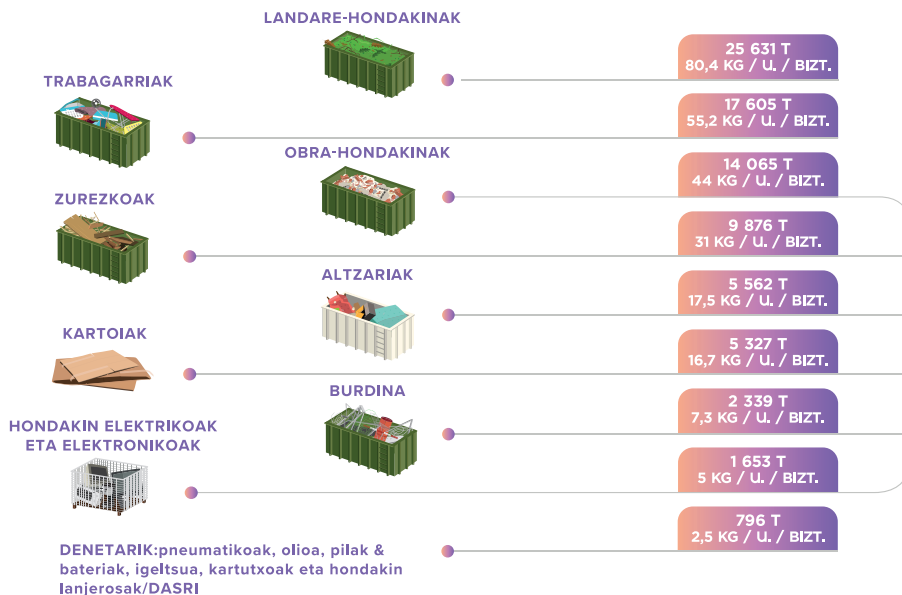 LANDARE-HONDAKINAK
25 631 T
80,4 KG / U. / BIZT.
TRABAGARRIAK
17 605 T
55,2 KG / U. / BIZT.
OBRA-HONDAKINAK
14 065 T
44 KG / U. / BIZT.
ZUREZKOAK
9 876 T
31 KG / U. / BIZT.
ALTZARIAK
5 562 T
17,5 KG / U. / BIZT.
KARTOIAK
5 327 T
16,7 KG / U. / BIZT.
BURDINA
2 339 T
7,3 KG / U. / BIZT.
HONDAKIN ELEKTRIKOAK
ETA ELEKTRONIKOAK
1 653 T
5 KG / U. / BIZT.
DENETARIK:pneumatikoak, olioa, pilak &
bateriak, igeltsua, kartutxoak eta hondakin
lanjerosak/DASRI
796 T
2,5 KG / U. / BIZT.